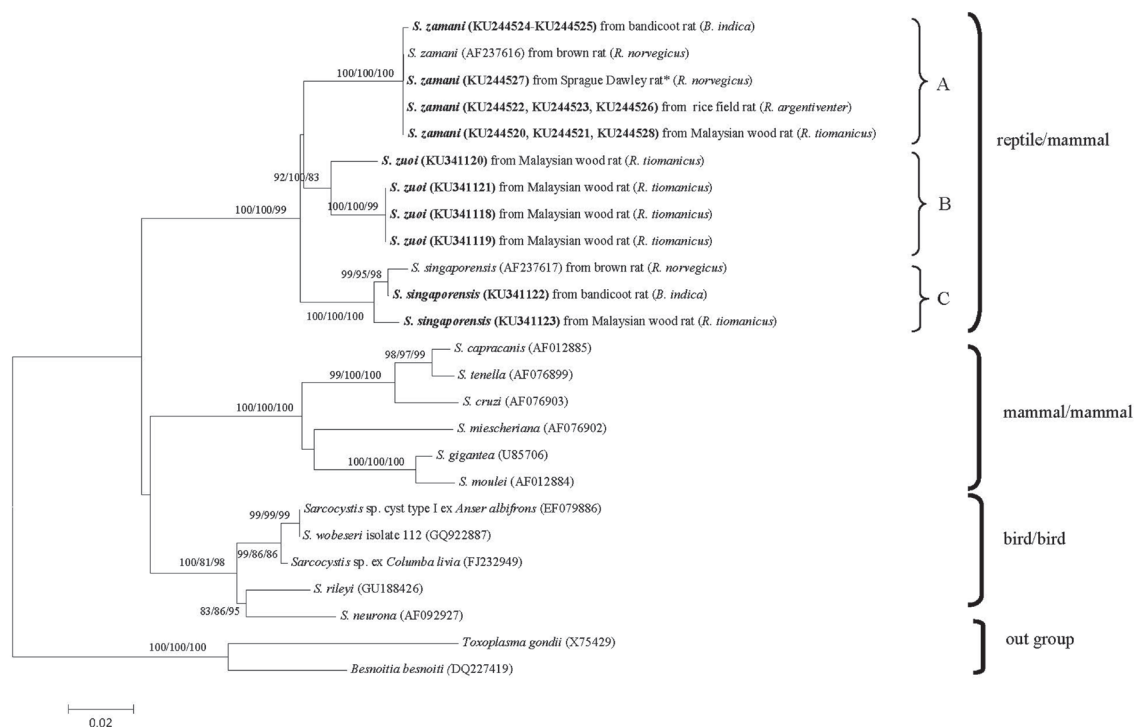 S. zamani (KU244524-KU244525) from bandicoot rat (B. indica)
S. zamani (AF237616) from brown rat (R. norvegicus)
100/100/100
S. zamani (KU244527) from Sprague Dawley rat* (R. norvegicus)
A
S. zamani (KU244522, KU244523, KU244526) from rice field rat (R. argentiventer)
S. zamani (KU244520, KU244521, KU244528) from Malaysian wood rat (R. tiomanicus)
reptile/mammal
S. zuoi (KU341120) from Malaysian wood rat (R. tiomanicus)
92/100/83
S. zuoi (KU341121) from Malaysian wood rat (R. tiomanicus)
100/100/99
100/100/99
S. zuoi (KU341118) from Malaysian wood rat (R. tiomanicus)
B
S. zuoi (KU341119) from Malaysian wood rat (R. tiomanicus)
S. singaporensis (AF237617) from brown rat (R. norvegicus)
99/95/98
S. singaporensis (KU341122) from bandicoot rat (B. indica)
C
100/100/100
S. singaporensis (KU341123) from Malaysian wood rat (R. tiomanicus)
S. capracanis (AF012885)
98/97/99
99/100/100
S. tenella (AF076899)
S. cruzi (AF076903)
100/100/100
mammal/mammal
S. miescheriana (AF076902)
S. gigantea (U85706)
100/100/100
S. moulei (AF012884)
Sarcocystis sp. cyst type I ex Anser albifrons (EF079886)
99/99/99
S. wobeseri isolate 112 (GQ922887)
bird/bird
99/86/86
Sarcocystis sp. ex Columba livia (FJ232949)
100/81/98
S. rileyi (GU188426)
83/86/95
S. neurona (AF092927)
Toxoplasma gondii (X75429)
out group
100/100/100
Besnoitia besnoiti (DQ227419)
0.02